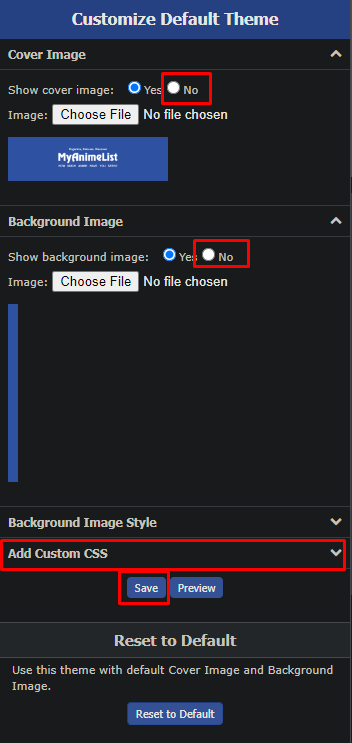 Customize Default Theme
Cover Image
Show cover image: Yes No
Image: Choose File No file chosen
MyAnimeList
Background Image
Show background image: Yes No
Image: Choose File No file chosen
Background Image Style
Add Custom CSS
Save Preview
Reset to Default
Use this theme with default Cover Image and Background
Image.
Reset to Default